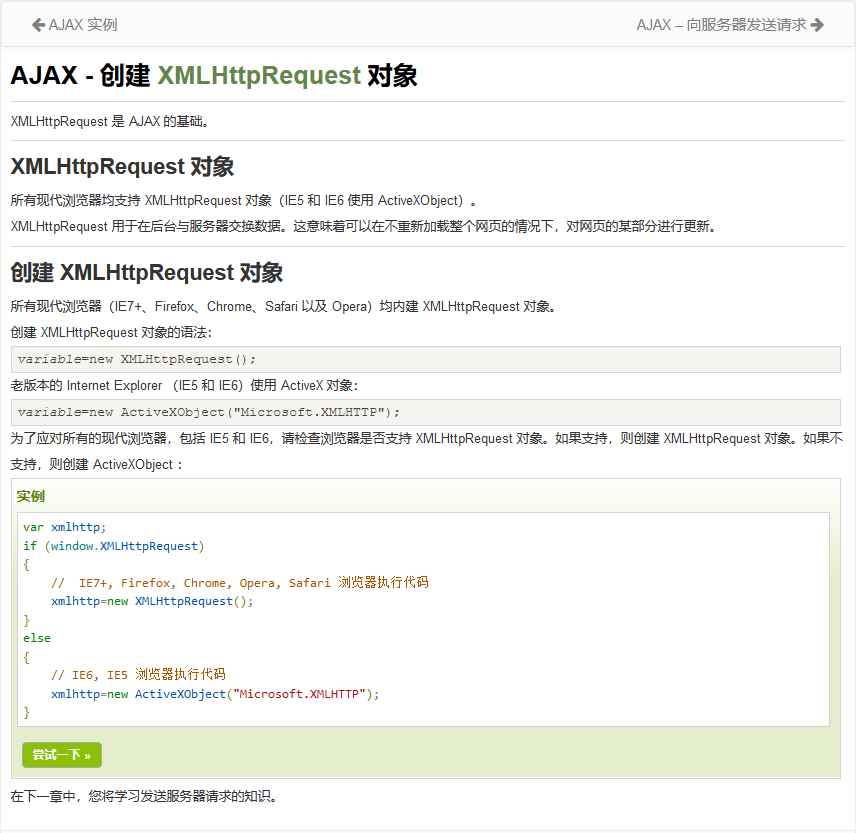 AJAX 实例
AJAX – 向服务器发送请求
AJAX - 创建 XMLHttpRequest 对象
XMLHttpRequest 是 AJAX 的基础。
XMLHttpRequest 对象
所有现代浏览器均支持 XMLHttpRequest 对象（IE5 和 IE6 使用 ActiveXObject）。
XMLHttpRequest 用于在后台与服务器交换数据。这意味着可以在不重新加载整个网页的情况下，对网页的某部分进行更新。
创建 XMLHttpRequest 对象
所有现代浏览器（IE7+、Firefox、Chrome、Safari 以及 Opera）均内建 XMLHttpRequest 对象。
创建 XMLHttpRequest 对象的语法：
variable=new XMLHttpRequest();
老版本的 Internet Explorer （IE5 和 IE6）使用 ActiveX 对象：
variable=new ActiveXObject("Microsoft.XMLHTTP");
为了应对所有的现代浏览器，包括 IE5 和 IE6，请检查浏览器是否支持 XMLHttpRequest 对象。如果支持，则创建 XMLHttpRequest 对象。如果不
支持，则创建 ActiveXObject ：
实例
var xmlhttp;
if (window.XMLHttpRequest)
{
    //  IE7+, Firefox, Chrome, Opera, Safari 浏览器执行代码
    xmlhttp=new XMLHttpRequest();
}
else
{
    // IE6, IE5 浏览器执行代码
    xmlhttp=new ActiveXObject("Microsoft.XMLHTTP");
}
尝试一下 »
在下一章中，您将学习发送服务器请求的知识。